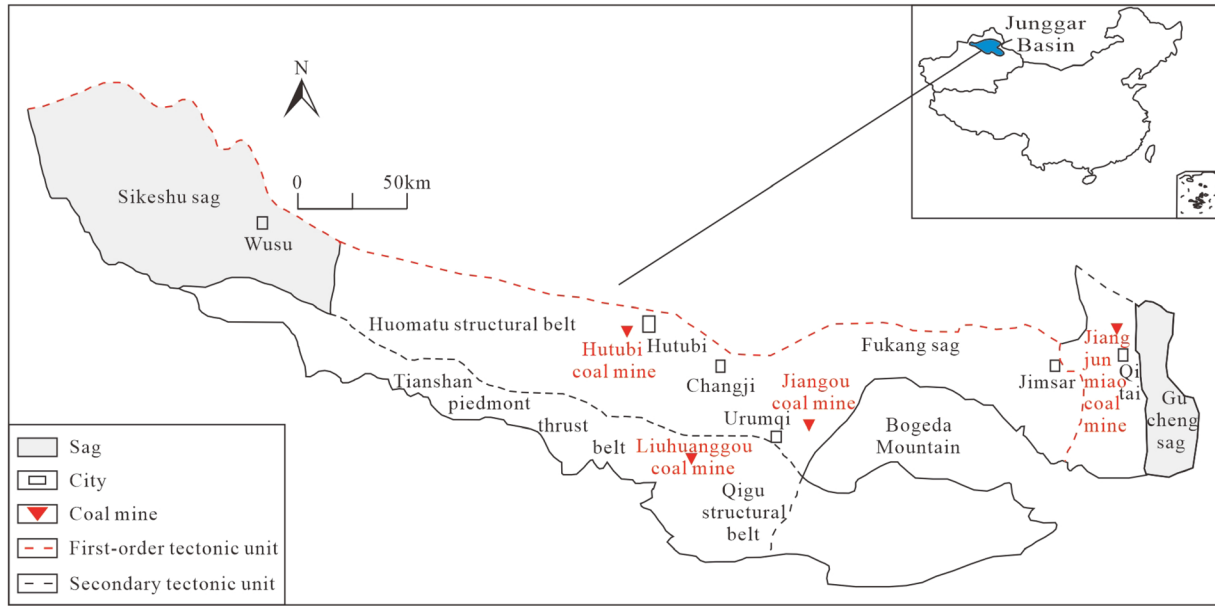 Junggar
Basin
N
0
50km
Sikeshu sag
Wusu
Huomatu structural belt
Hutubi
Hutubi
coal mine
Fukang sag
Changji
Jiangou
coal mine
Jimsar
Jiang
jun
miao
coal
mine
Qi
tai
Gu
cheng
sag
Tianshan
piedmont
thrust
belt
Urumqi
Liuhuanggou
coal mine
Bogeda
Mountain
Qigu
structural
belt
Sag
City
Coal mine
First-order tectonic unit
Secondary tectonic unit